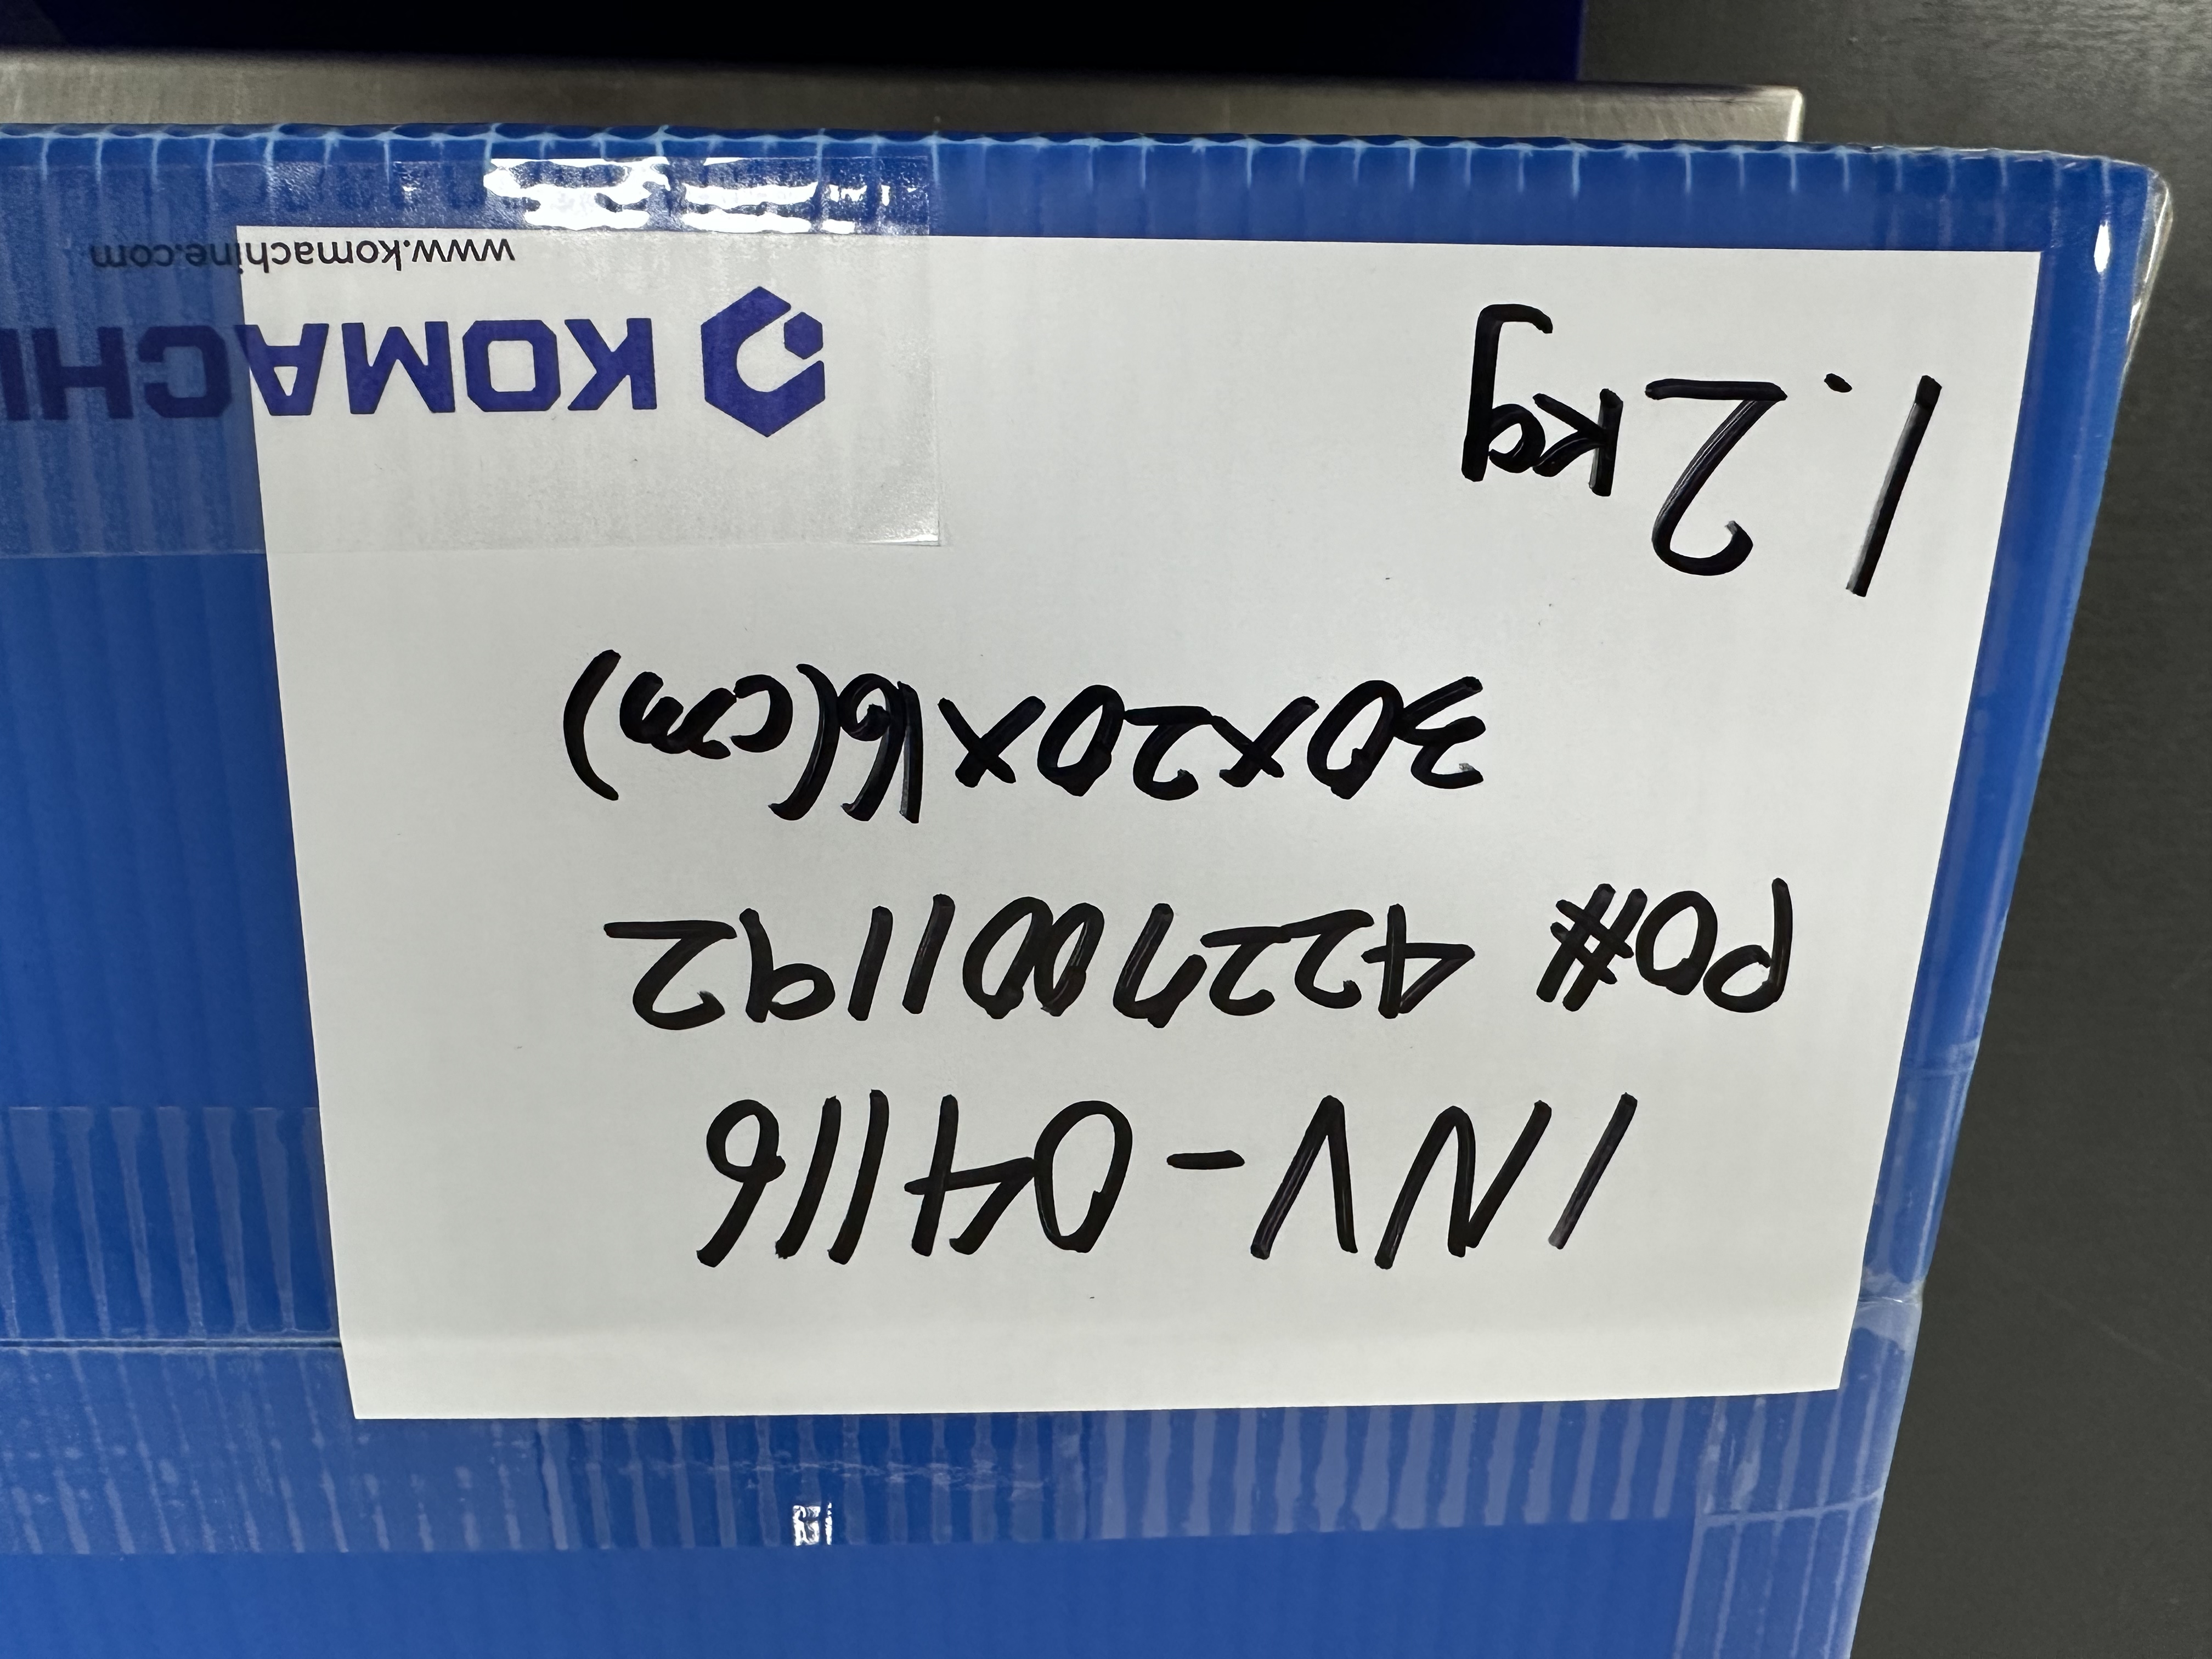 INV-04116
PO# 4227001192
30x20x16(cm)
1.2kg
KOMACHI
www.komachine.com